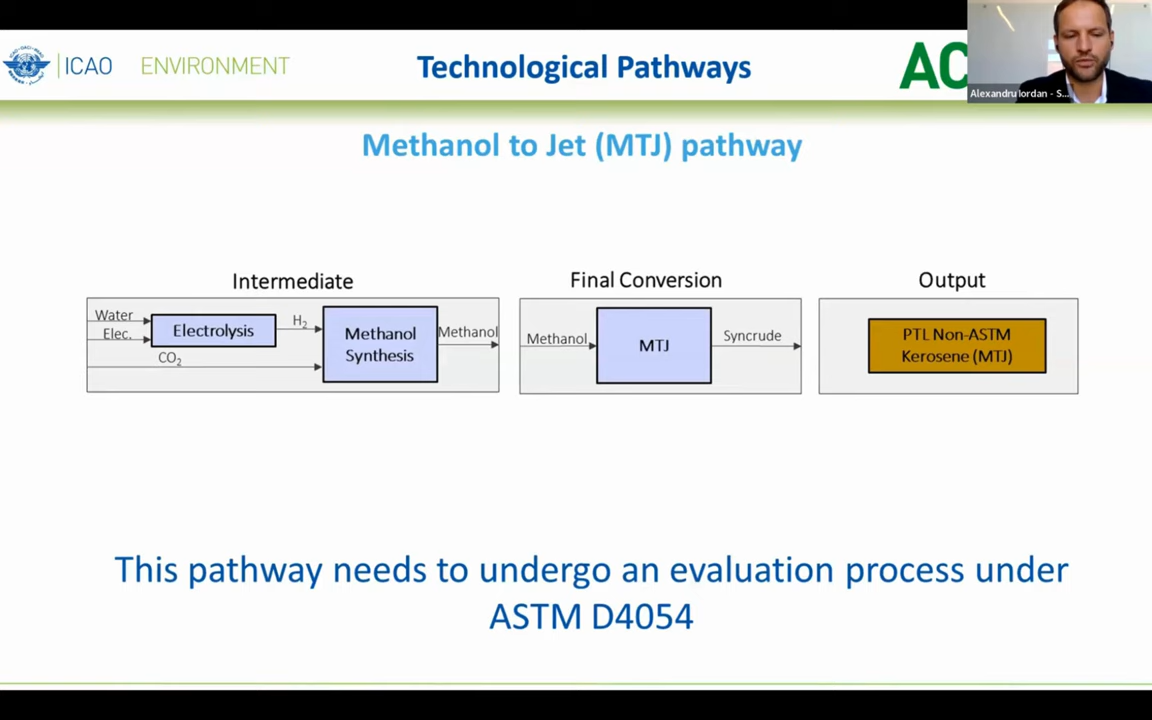 ICAO ENVIRONMENT
Technological Pathways
AC
Alexandru Iordan - S...
Methanol to Jet (MTJ) pathway
Intermediate
Final Conversion
Output
Water
Elec.
Electrolysis
H2
CO2
Methanol
Synthesis
Methanol
Methanol
MTJ
Syncrude
PTL Non-ASTM
Kerosene (MTJ)
This pathway needs to undergo an evaluation process under
ASTM D4054